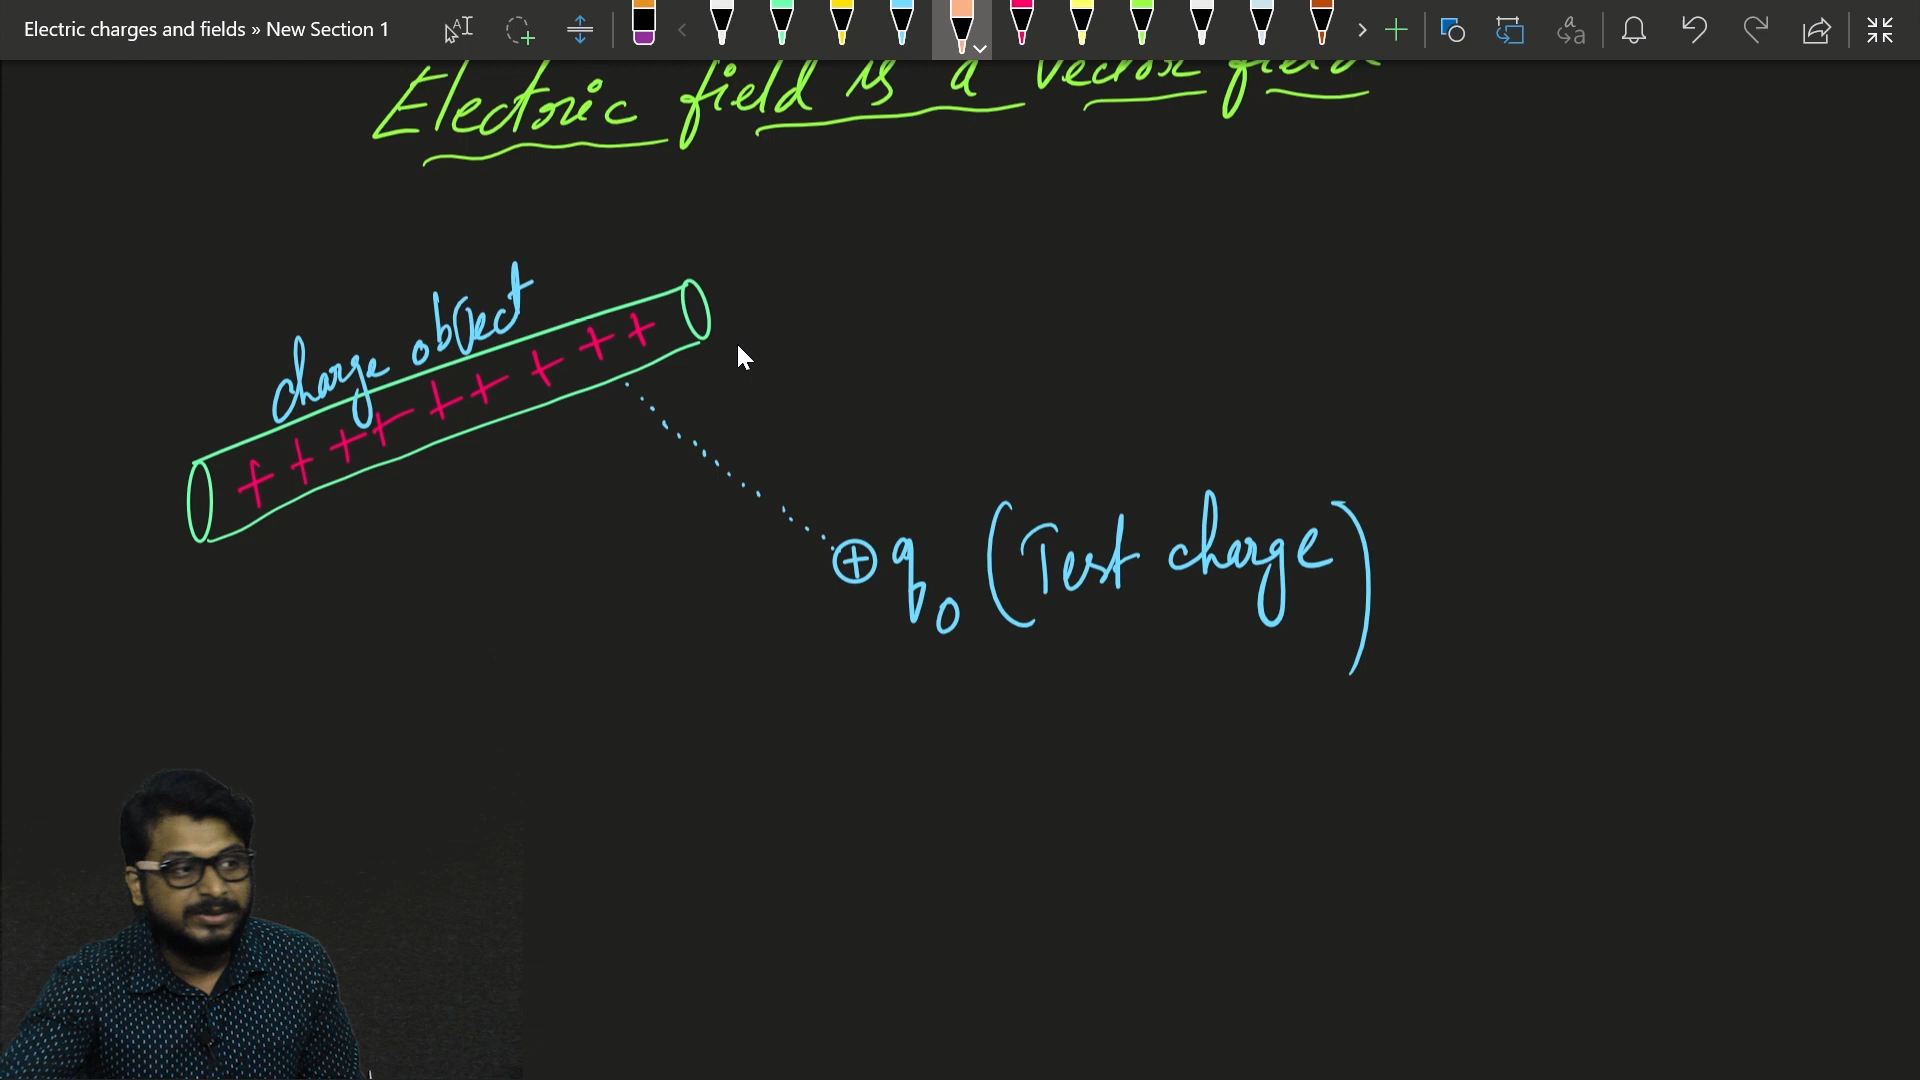 Electric charges and fields » New Section 1
Electric field is a vector field
charge object
+ + + + + + + + +
⊕ q₀ (Test charge)